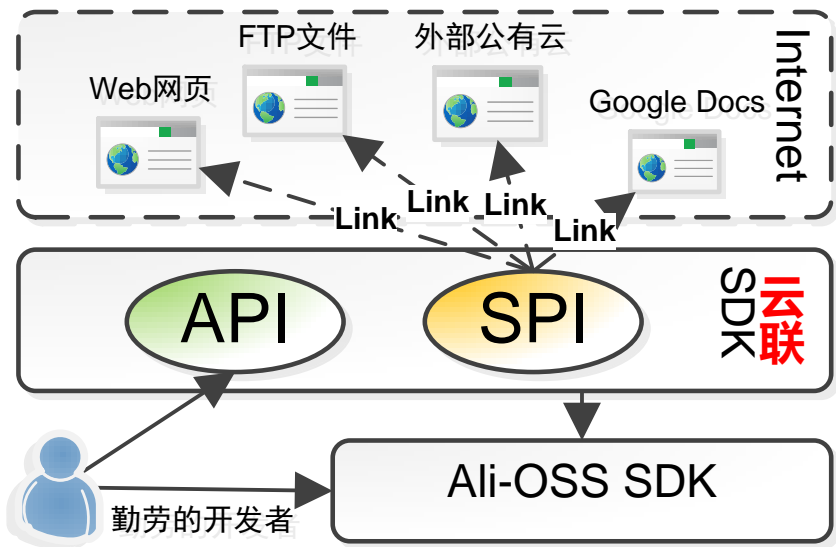 FTP文件
外部公有云
Web网页
Google Docs
Internet
Link
Link
Link
Link
API
SPI
云联
SDK
Ali-OSS SDK
勤劳的开发者